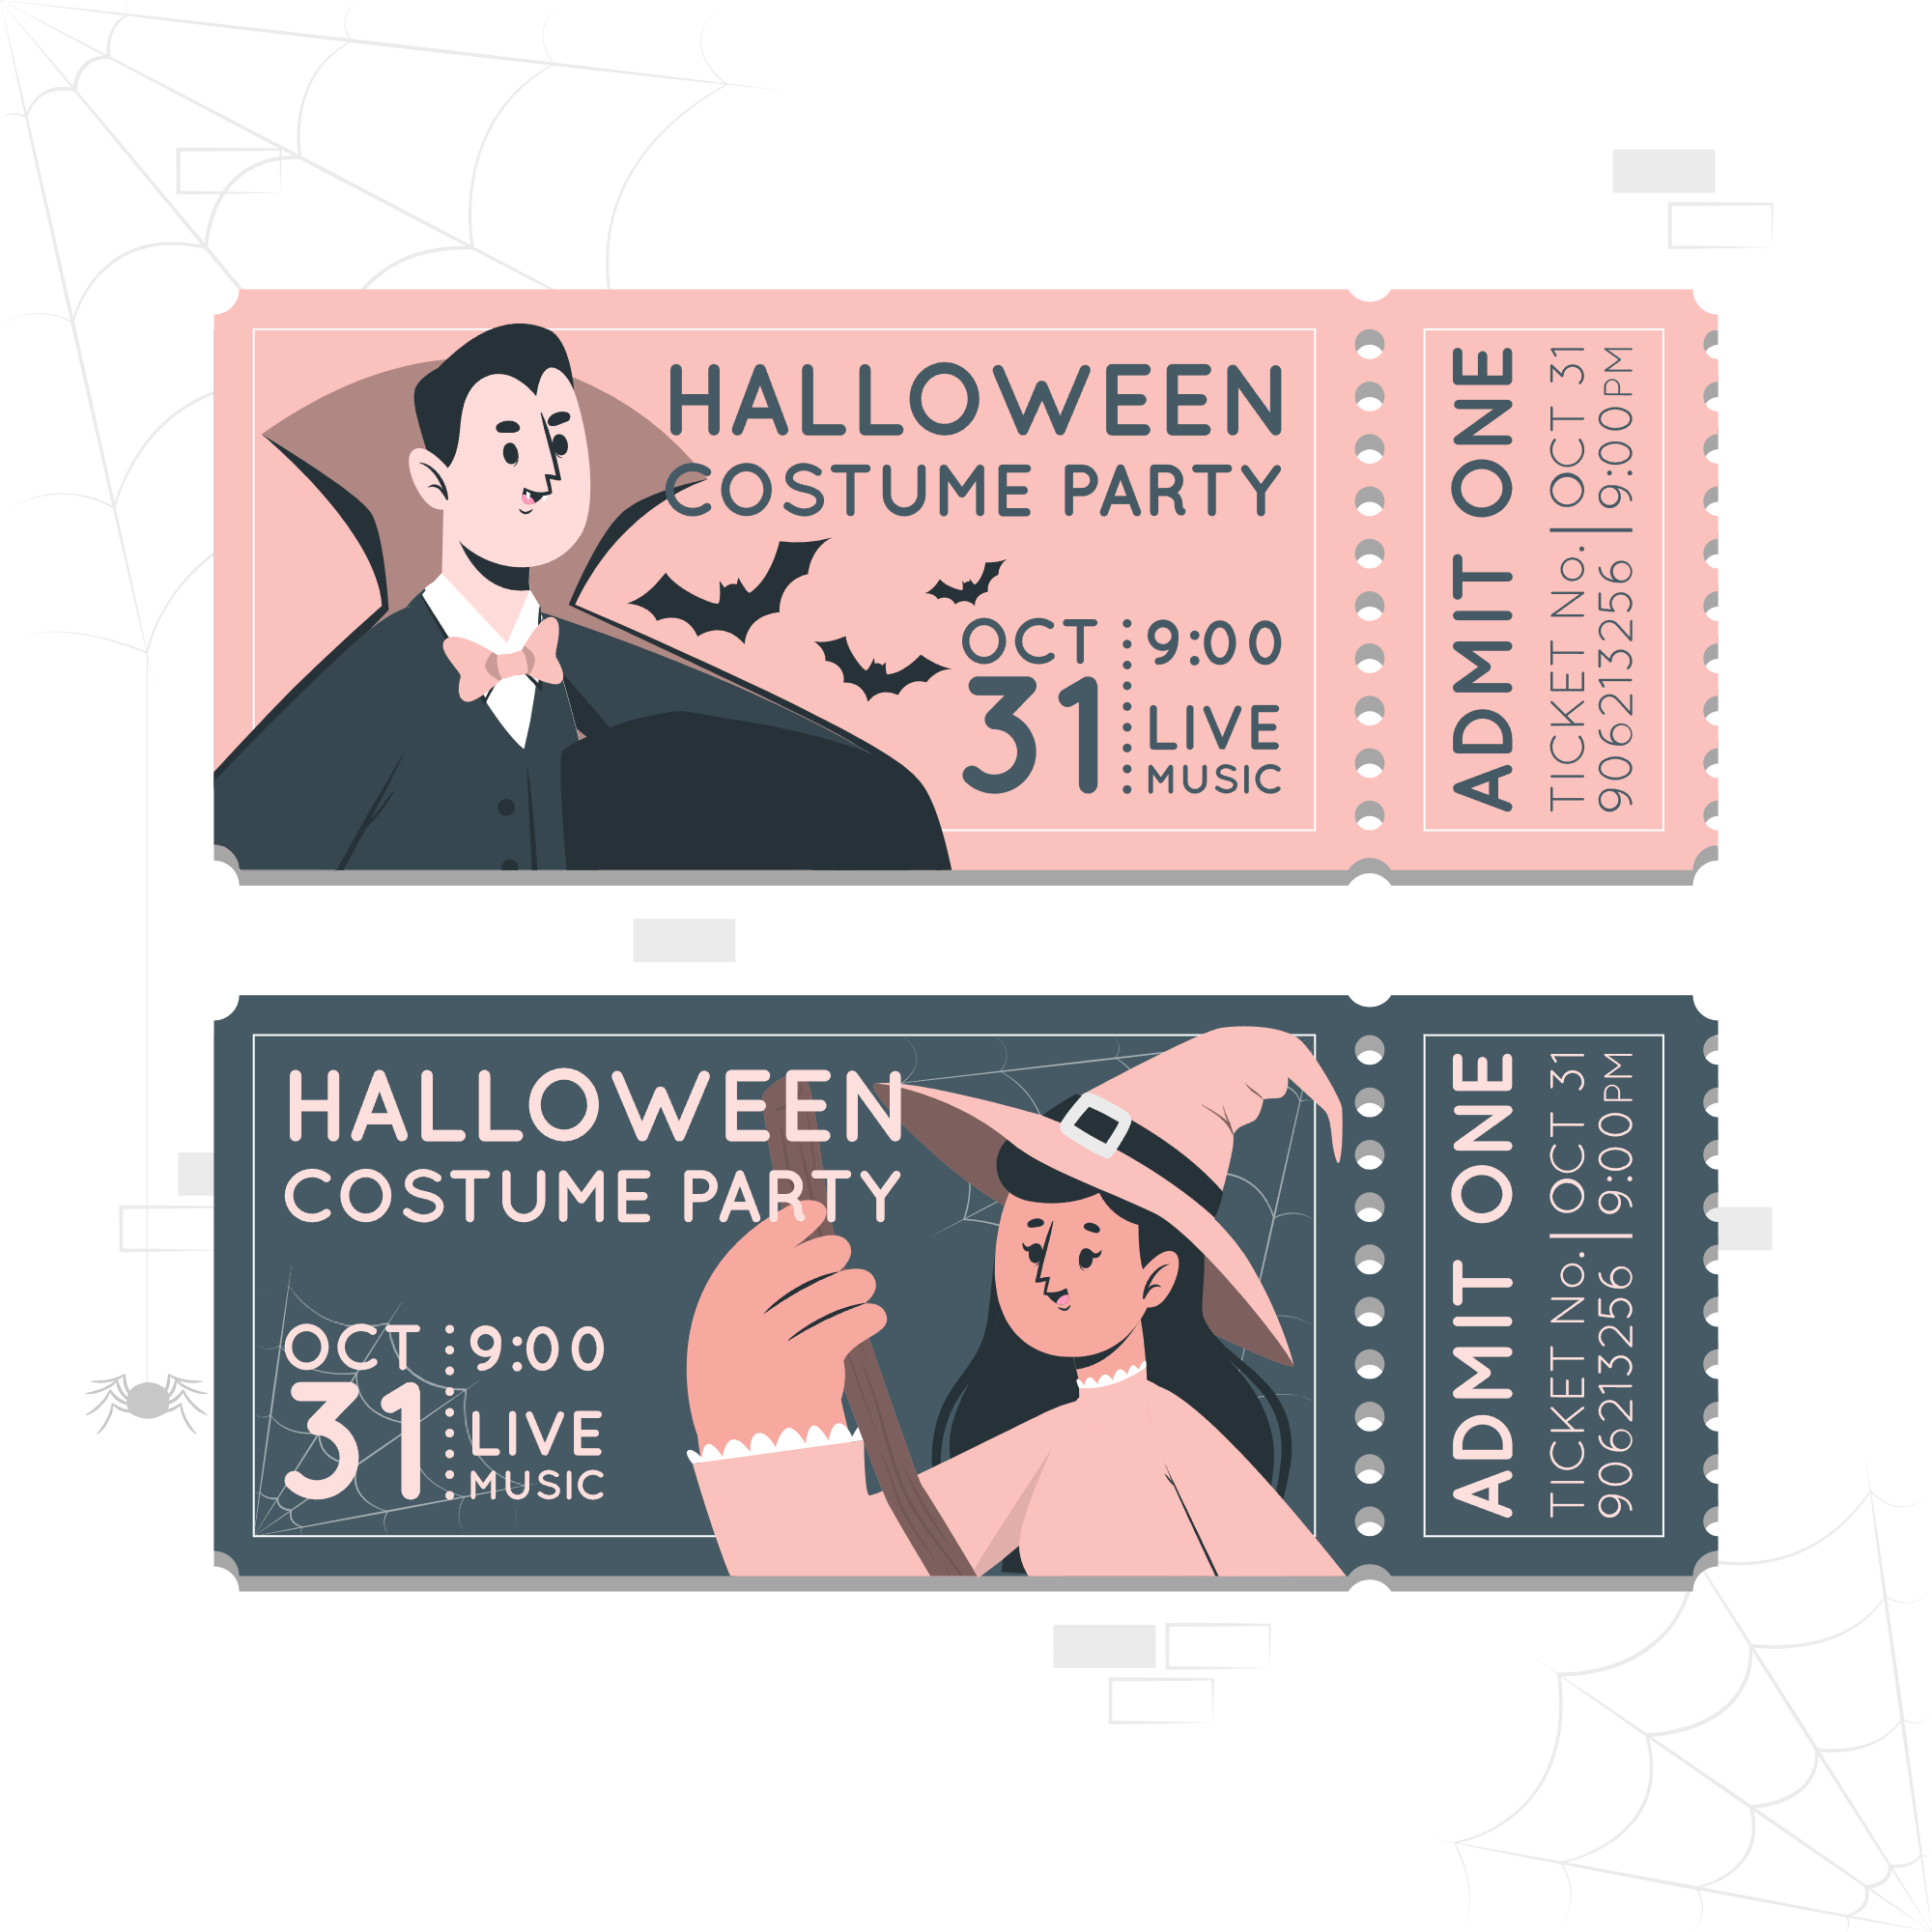 HALLOWEEN
COSTUME PARTY
OCT
31
9:00
LIVE
MUSIC
ADMIT ONE
TICKET No. | OCT 31
906213256 | 9:00PM
HALLOWEEN
COSTUME PARTY
OCT
31
9:00
LIVE
MUSIC
ADMIT ONE
TICKET No. | OCT 31
906213256 | 9:00PM